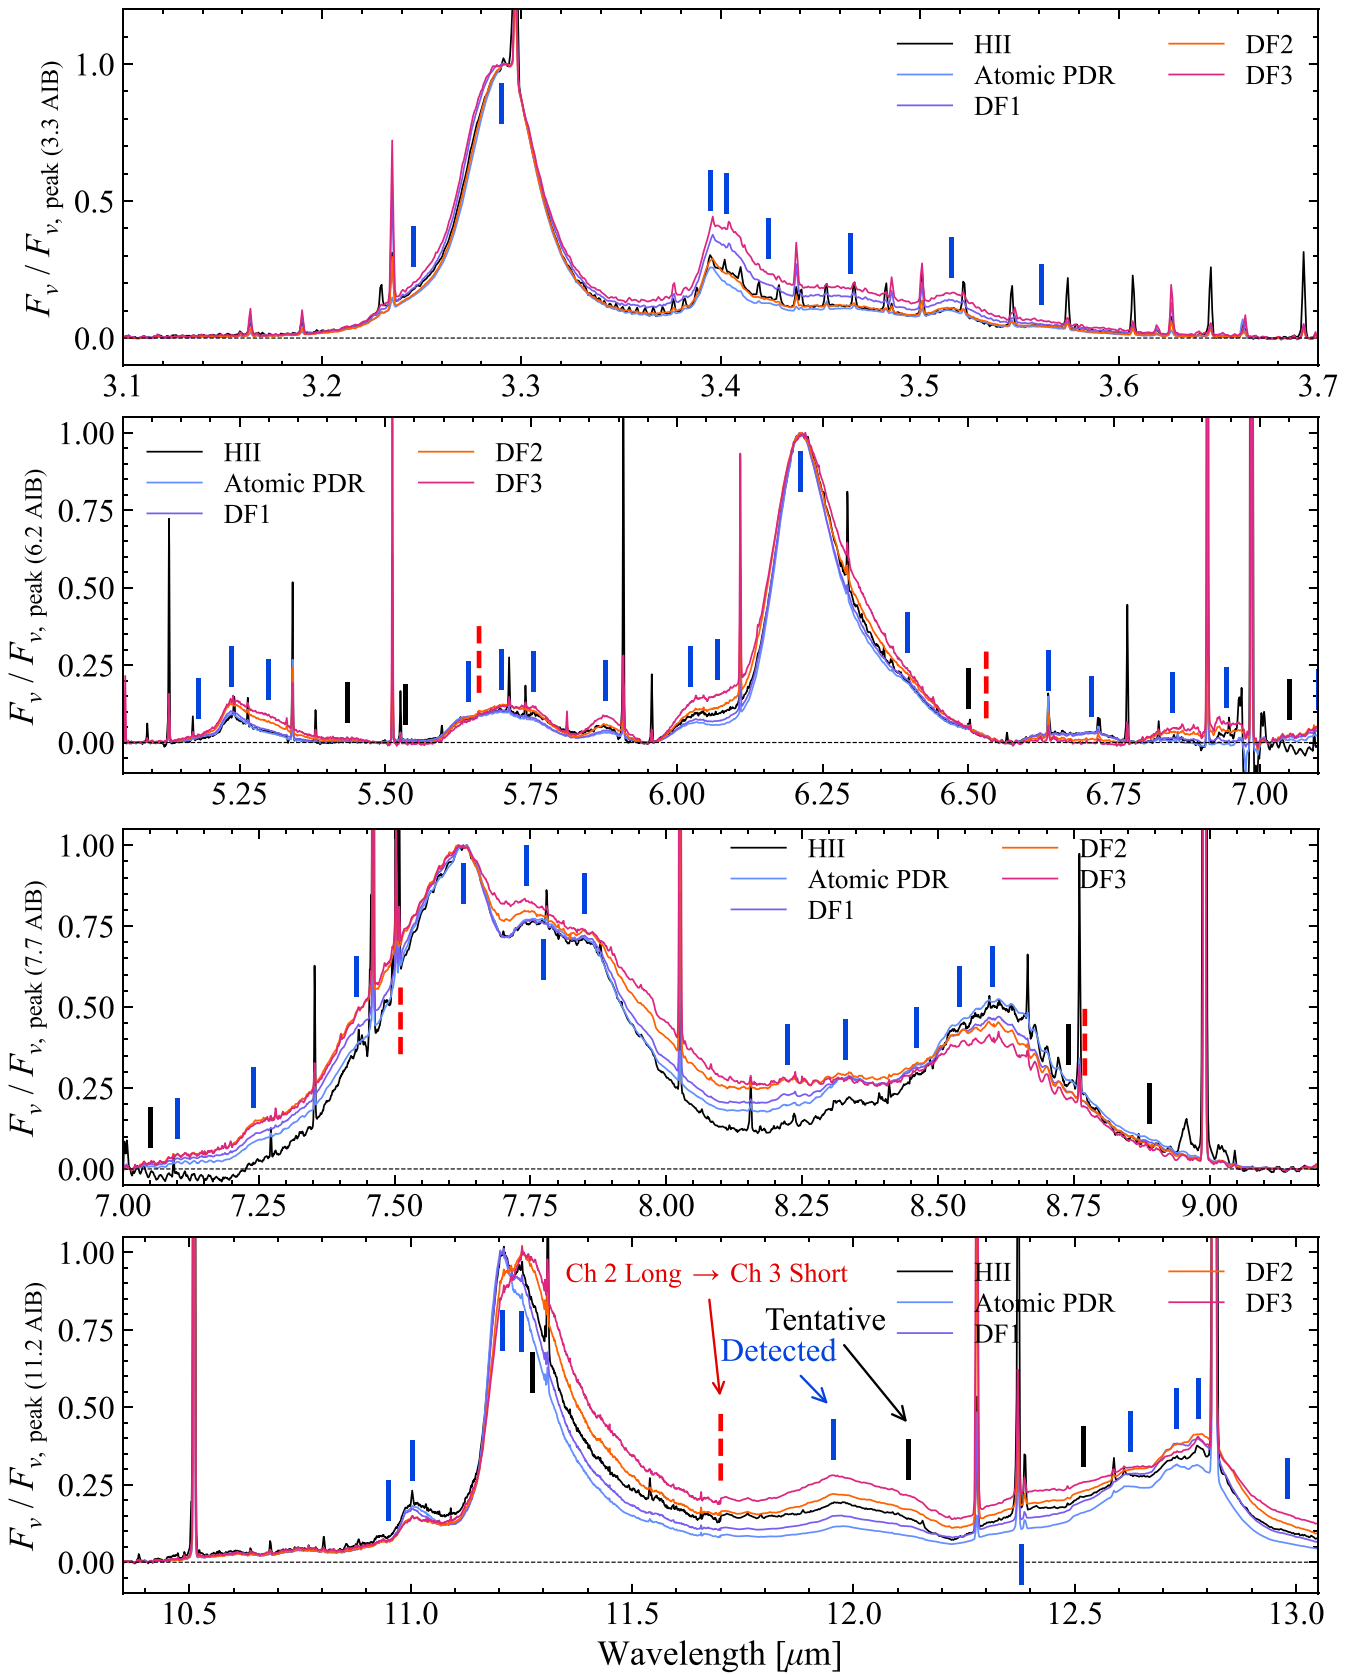 F_ν / F_ν, peak (3.3 AIB)
1.0
0.5
0.0
HII
Atomic PDR
DF1
DF2
DF3
3.1 3.2 3.3 3.4 3.5 3.6 3.7
F_ν / F_ν, peak (6.2 AIB)
1.00
0.75
0.50
0.25
0.00
HII
Atomic PDR
DF1
DF2
DF3
5.25 5.50 5.75 6.00 6.25 6.50 6.75 7.00
F_ν / F_ν, peak (7.7 AIB)
1.00
0.75
0.50
0.25
0.00
HII
Atomic PDR
DF1
DF2
DF3
7.00 7.25 7.50 7.75 8.00 8.25 8.50 8.75 9.00
F_ν / F_ν, peak (11.2 AIB)
1.00
0.75
0.50
0.25
0.00
Ch 2 Long → Ch 3 Short
Tentative
Detected
HII
Atomic PDR
DF1
DF2
DF3
10.5 11.0 11.5 12.0 12.5 13.0
Wavelength [μm]